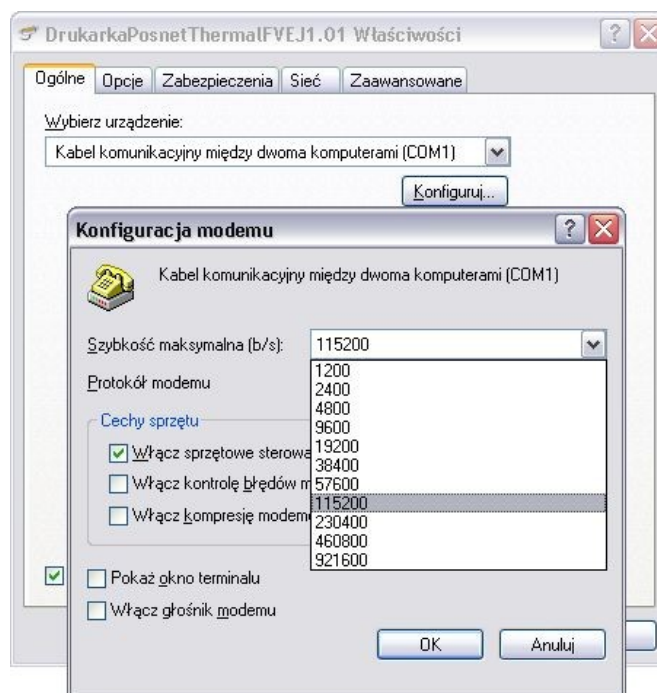 DrukarkaPosnetThermalFVEJ1.01 Właściwości
Ogólne Opcje Zabezpieczenia Sieć Zaawansowane
Wybierz urządzenie:
Kabel komunikacyjny między dwoma komputerami (COM1)
Konfiguruj...
Konfiguracja modemu
Kabel komunikacyjny między dwoma komputerami (COM1)
Szybkość maksymalna (b/s): 115200
1200
Protokół modemu
2400
4800
Cechy sprzętu
9600
19200
Włącz sprzętowe sterowa
38400
Włącz kontrolę błędów m
57600
115200
Włącz kompresję modem
230400
460800
921600
Pokaż okno terminalu
Włącz głośnik modemu
OK Anuluj